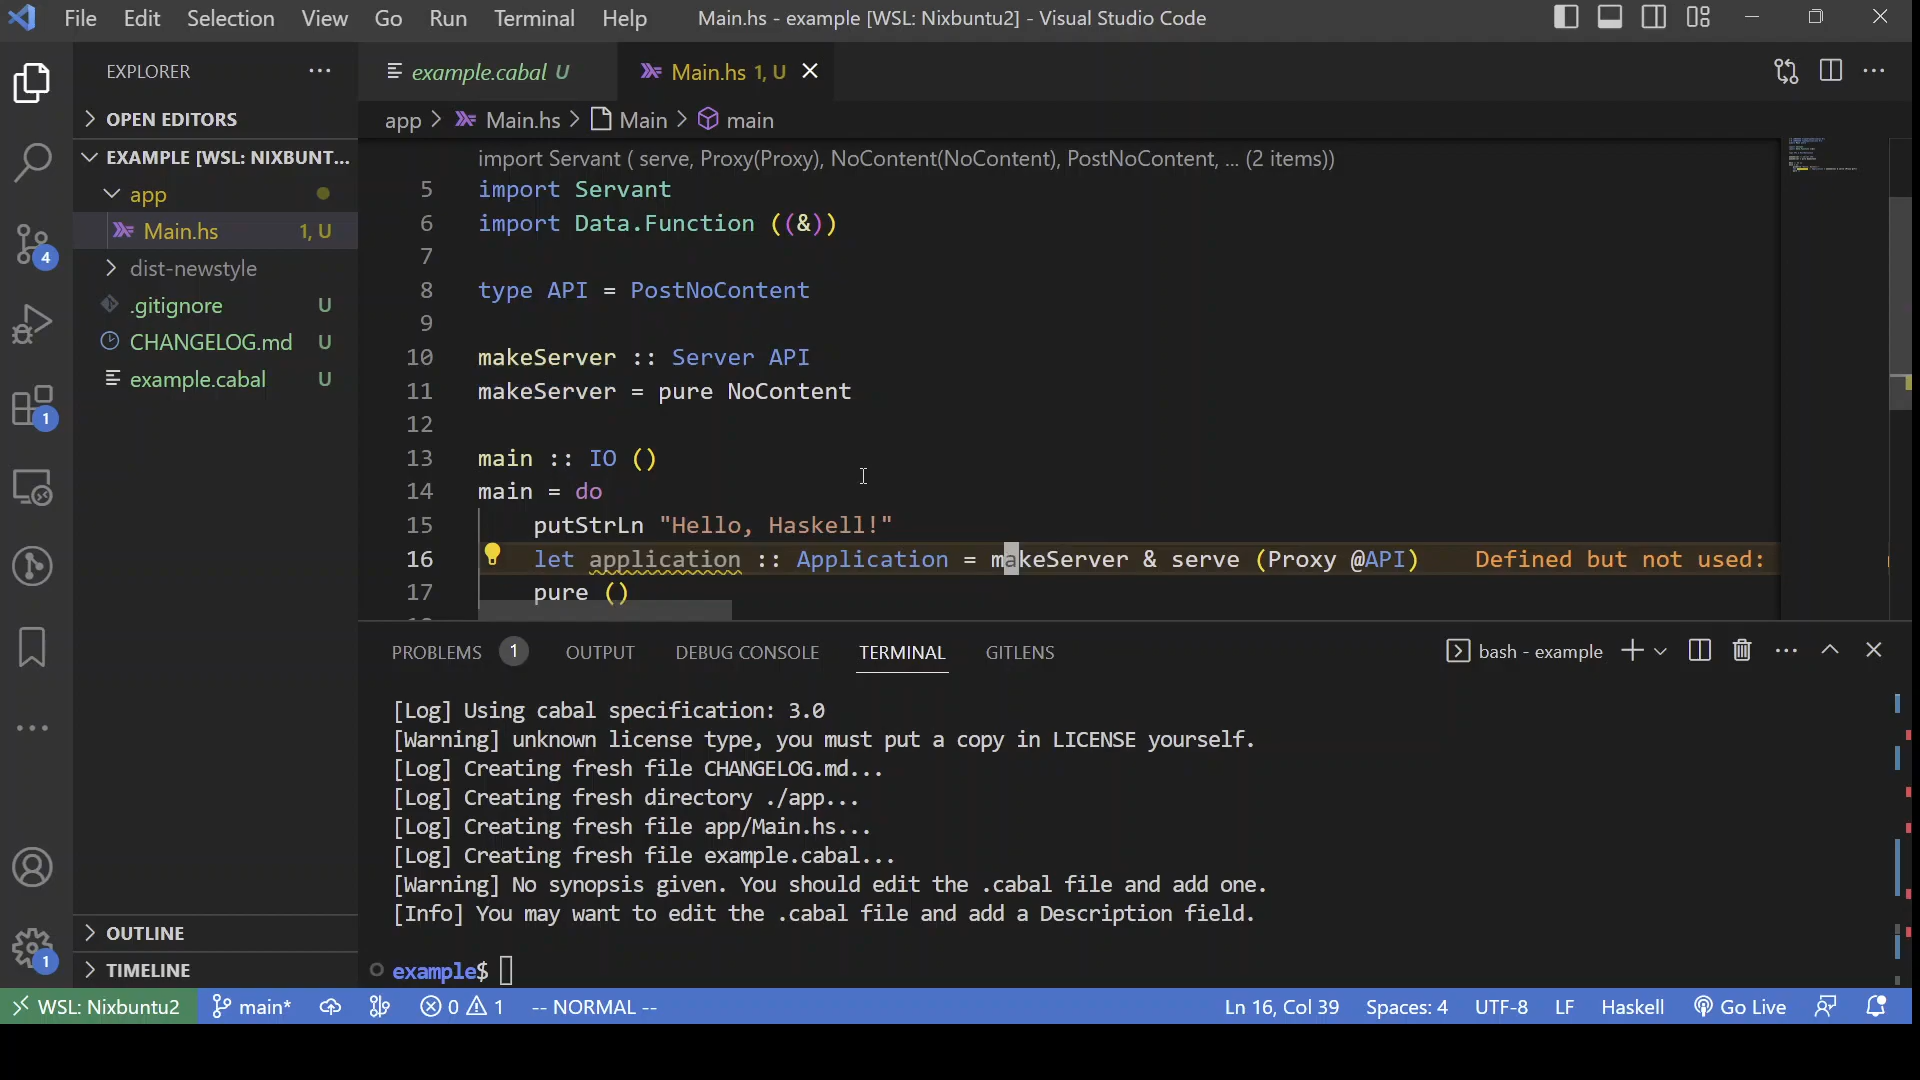 File Edit Selection View Go Run Terminal Help Main.hs - example [WSL: Nixbuntu2] - Visual Studio Code
EXPLORER
OPEN EDITORS
EXAMPLE [WSL: NIXBUNT...
app
Main.hs 1, U
dist-newstyle
.gitignore U
CHANGELOG.md U
example.cabal U
OUTLINE
TIMELINE
4
1
1
example.cabal U Main.hs 1, U
app > Main.hs > Main > main
import Servant ( serve, Proxy(Proxy), NoContent(NoContent), PostNoContent, ... (2 items))
5 import Servant
6 import Data.Function ((&))
7
8 type API = PostNoContent
9
10 makeServer :: Server API
11 makeServer = pure NoContent
12
13 main :: IO ()
14 main = do
15 putStrLn "Hello, Haskell!"
16 let application :: Application = makeServer & serve (Proxy @API) Defined but not used:
17 pure ()
PROBLEMS 1 OUTPUT DEBUG CONSOLE TERMINAL GITLENS bash - example
[Log] Using cabal specification: 3.0
[Warning] unknown license type, you must put a copy in LICENSE yourself.
[Log] Creating fresh file CHANGELOG.md...
[Log] Creating fresh directory ./app...
[Log] Creating fresh file app/Main.hs...
[Log] Creating fresh file example.cabal...
[Warning] No synopsis given. You should edit the .cabal file and add one.
[Info] You may want to edit the .cabal file and add a Description field.
example$
WSL: Nixbuntu2 main* 0 1 -- NORMAL -- Ln 16, Col 39 Spaces: 4 UTF-8 LF Haskell Go Live